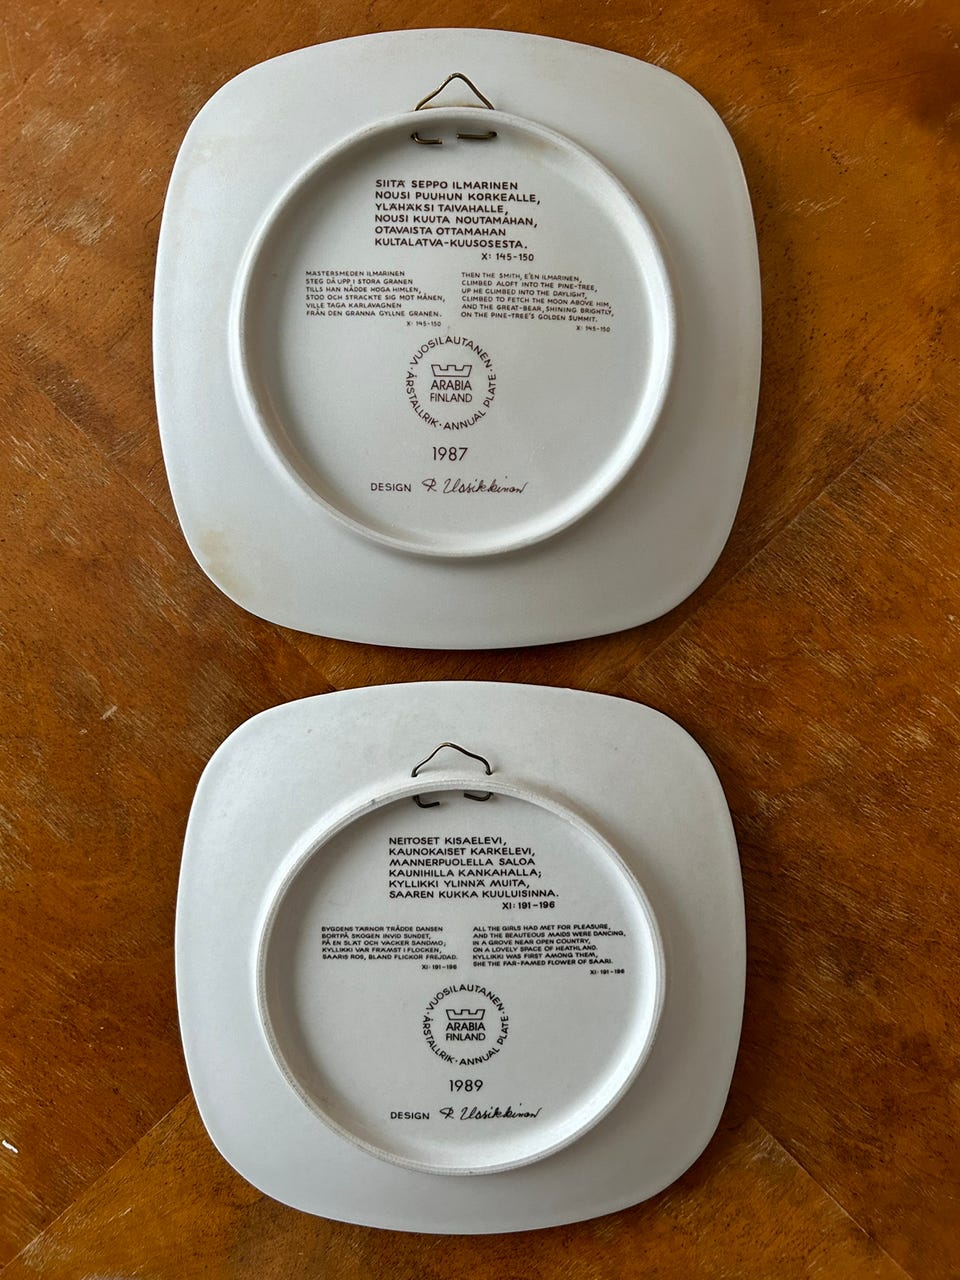 SIITÄ SEPPO ILMARINEN
NOUSI PUUHUN KORKEALLE,
YLÄHÄKSI TAIVAHALLE,
NOUSI KUUTA NOUTAMAHAN,
OTAVAISTA OTTAMAHAN
KULTALATVA-KUUSOSESTA.
X: 145-150
MASTERSMEDEN ILMARINEN
STEG DÅ UPP I STORA GRANEN
TILLS HAN NÅDDE HÖGA HIMLEN,
STOD OCH STRÄCKTE SIG MOT MÅNEN,
VILLE TAGA KARLAVAGNEN
FRÅN DEN GRANNA GYLLNE GRANEN.
X: 145-150
THEN THE SMITH, E'EN ILMARINEN,
CLIMBED ALOFT INTO THE PINE-TREE,
UP HE CLIMBED INTO THE DAYLIGHT,
CLIMBED TO FETCH THE MOON ABOVE HIM,
AND THE GREAT-BEAR, SHINING BRIGHTLY,
ON THE PINE-TREE'S GOLDEN SUMMIT.
X: 145-150
· VUOSILAUTANEN · ANNUAL PLATE · ÅRSTALLRIK
ARABIA
FINLAND
1987
DESIGN R Uosikkinen
NEITOSET KISAELEVI,
KAUNOKAISET KARKELEVI,
MANNERPUOLELLA SALOA
KAUNIHILLA KANKAHALLA;
KYLLIKKI YLINNÄ MUITA,
SAAREN KUKKA KUULUISINNA.
XI: 191-196
BYGDENS TÄRNOR TRÄDDE DANSEN
BORTPÅ SKOGEN INVID SUNDET,
PÅ EN SLÄT OCH VACKER SANDMO;
KYLLIKKI VAR FRÄMST I FLOCKEN,
SAARIS ROS, BLAND FLICKOR FREJDAD.
XI: 191-196
ALL THE GIRLS HAD MET FOR PLEASURE,
AND THE BEAUTEOUS MAIDS WERE DANCING,
IN A GROVE NEAR OPEN COUNTRY,
ON A LOVELY SPACE OF HEATHLAND.
KYLLIKKI WAS FIRST AMONG THEM,
SHE THE FAR-FAMED FLOWER OF SAARI.
XI: 191-196
· VUOSILAUTANEN · ANNUAL PLATE · ÅRSTALLRIK
ARABIA
FINLAND
1989
DESIGN R Uosikkinen